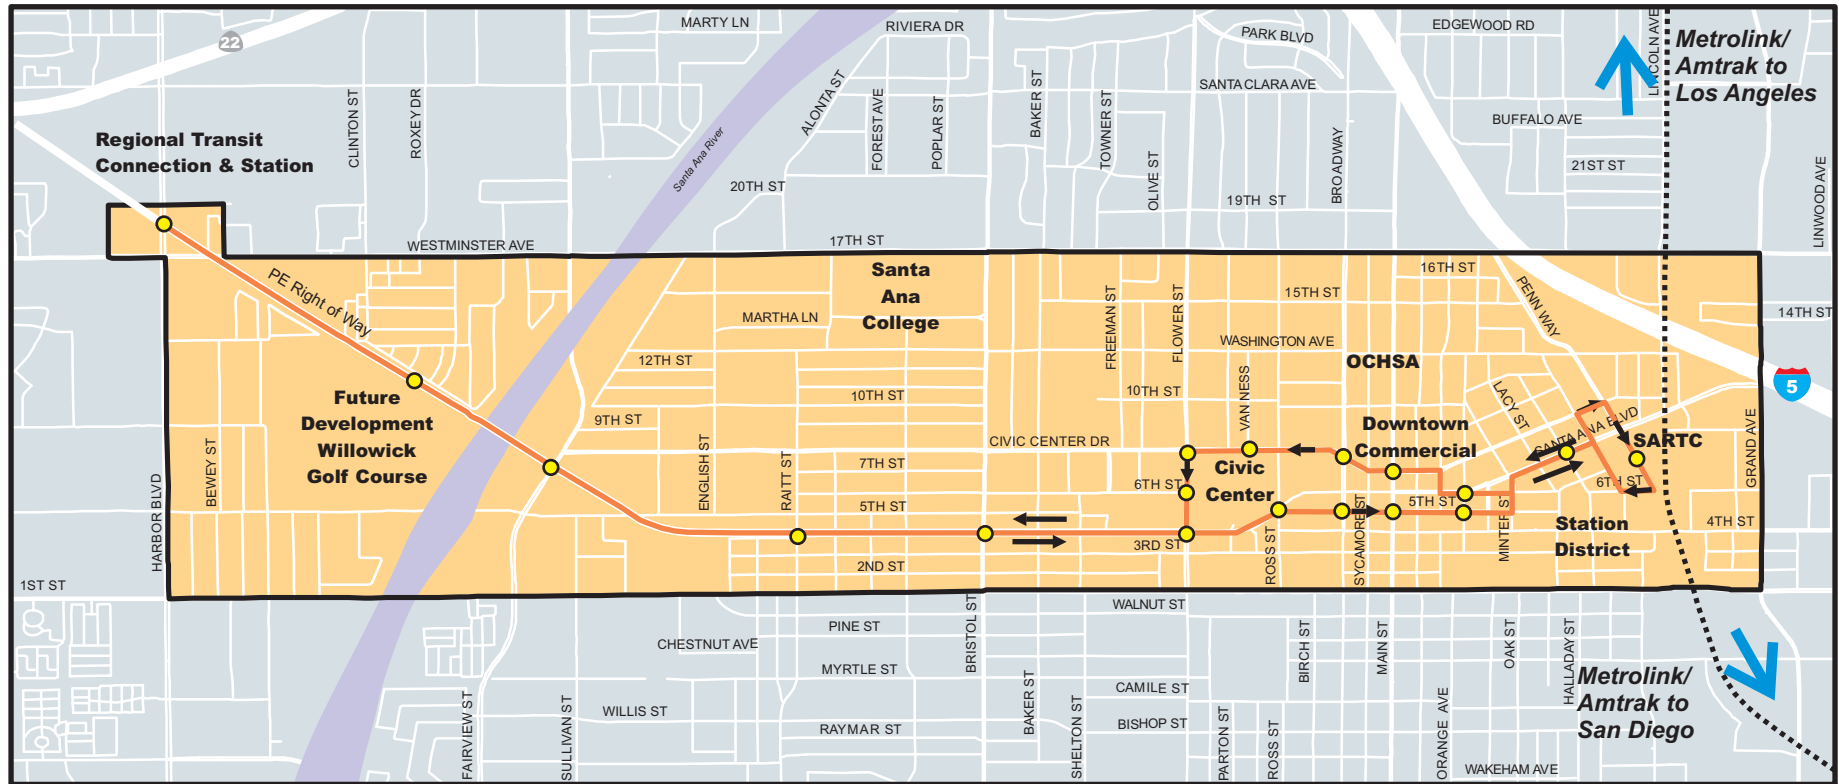 MARTY LN
RIVIERA DR
PARK BLVD
EDGEWOOD RD
LINCOLN AVE
Metrolink/
Amtrak to
Los Angeles
22
CLINTON ST
ROXEY DR
ALONTA ST
FOREST AVE
POPLAR ST
BAKER ST
TOWNER ST
SANTA CLARA AVE
BUFFALO AVE
Regional Transit
Connection & Station
Santa Ana River
20TH ST
OLIVE ST
19TH ST
BROADWAY
21ST ST
LINWOOD AVE
WESTMINSTER AVE
17TH ST
PE Right of Way
Santa
Ana
College
MARTHA LN
FREEMAN ST
FLOWER ST
15TH ST
16TH ST
PENN WAY
14TH ST
12TH ST
WASHINGTON AVE
OCHSA
5
Future
Development
Willowick
Golf Course
10TH ST
10TH ST
VAN NESS
LACY ST
9TH ST
CIVIC CENTER DR
Downtown
Commercial
SANTA ANA BLVD
SARTC
GRAND AVE
HARBOR BLVD
BEWEY ST
ENGLISH ST
RAITT ST
7TH ST
5TH ST
6TH ST
Civic
Center
6TH ST
5TH ST
SYCAMORE ST
MINTER ST
Station
District
4TH ST
3RD ST
ROSS ST
2ND ST
1ST ST
WALNUT ST
CHESTNUT AVE
PINE ST
BRISTOL ST
MYRTLE ST
BIRCH ST
MAIN ST
OAK ST
HALLADAY ST
Metrolink/
Amtrak to
San Diego
FAIRVIEW ST
SULLIVAN ST
WILLIS ST
RAYMAR ST
BAKER ST
SHELTON ST
CAMILE ST
BISHOP ST
PARTON ST
ROSS ST
ORANGE AVE
WAKEHAM AVE